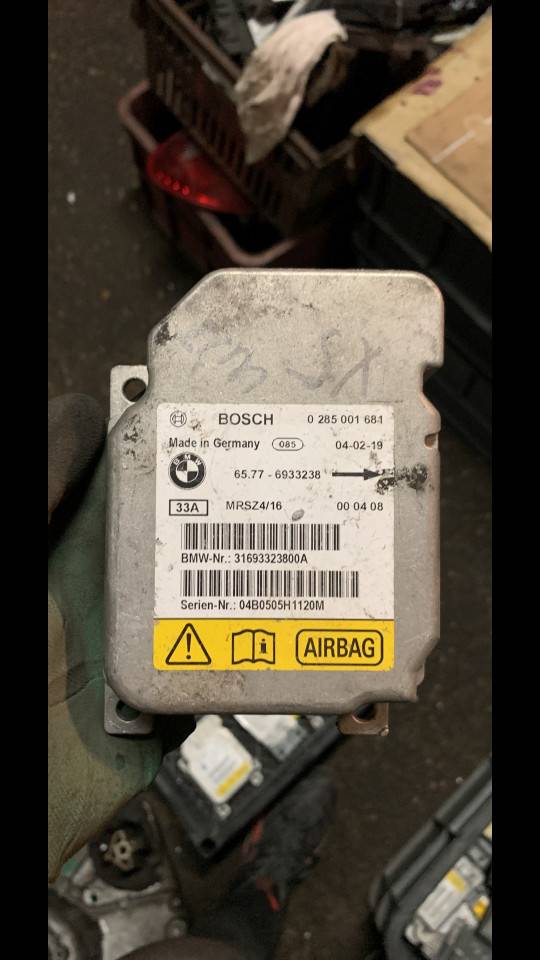 BOSCH 0 285 001 681
Made in Germany 085 04-02-19
BMW
65.77 - 6933238
33A MRSZ4/16 00 04 08
BMW-Nr.: 31693323800A
Serien-Nr.: 04B0505H1120M
AIRBAG